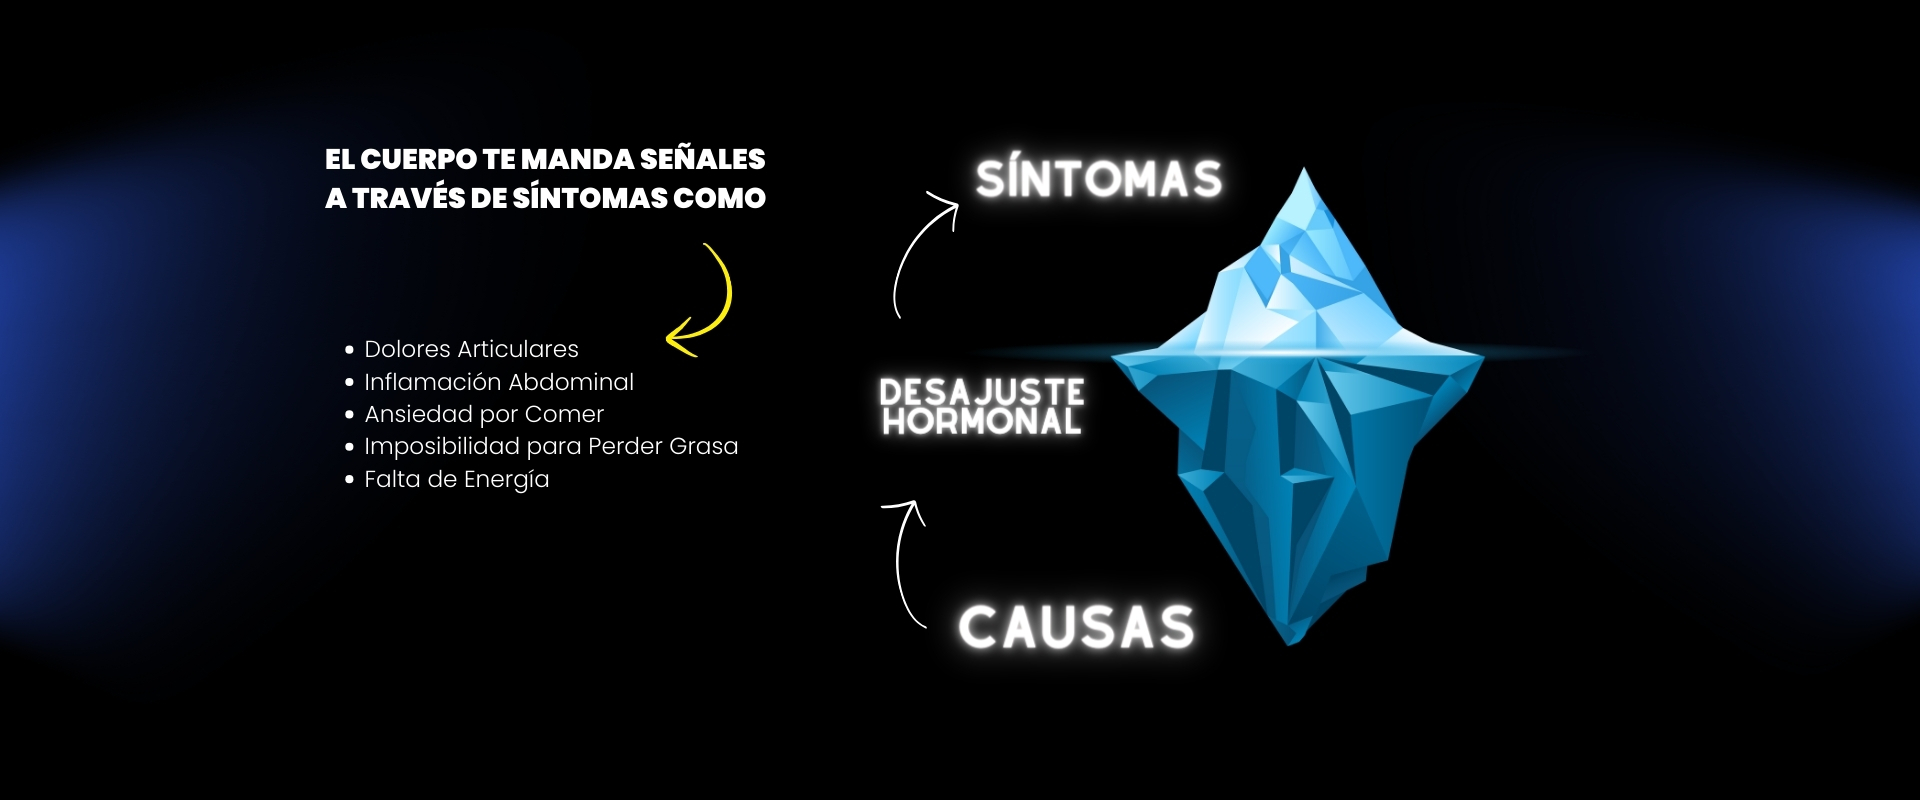 EL CUERPO TE MANDA SEÑALES
A TRAVÉS DE SÍNTOMAS COMO
Dolores Articulares
Inflamación Abdominal
Ansiedad por Comer
Imposibilidad para Perder Grasa
Falta de Energía
SÍNTOMAS
DESAJUSTE
HORMONAL
CAUSAS